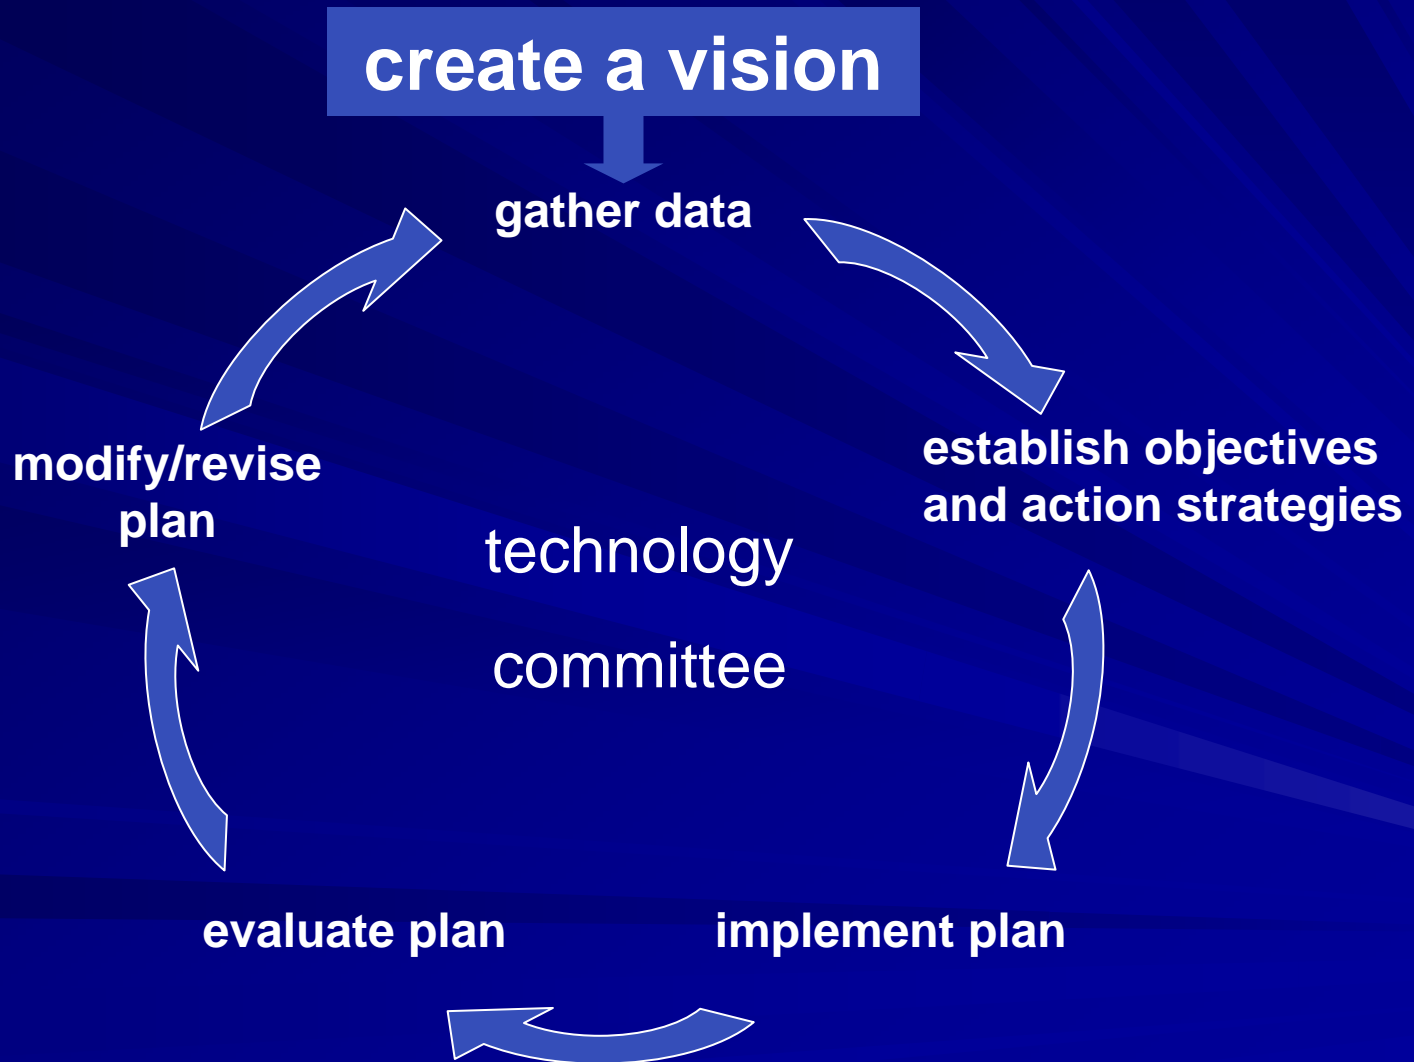 create a vision
gather data
establish objectives
and action strategies
modify/revise
plan
technology
committee
evaluate plan
implement plan